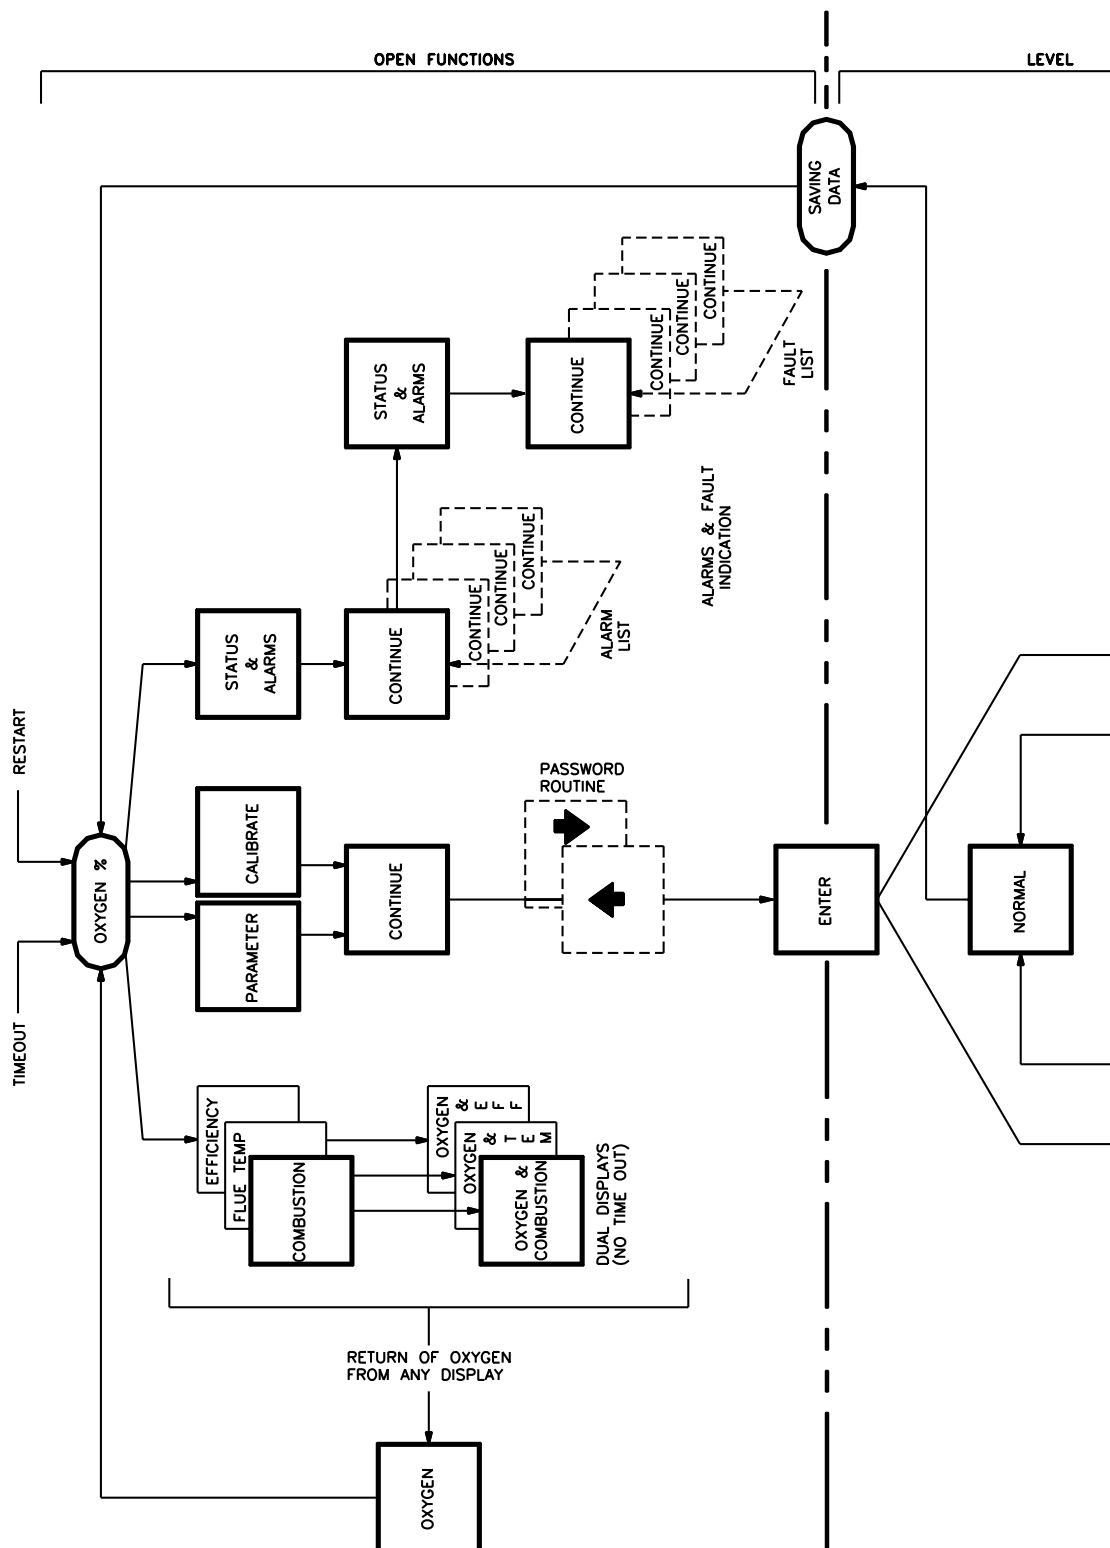 OPEN FUNCTIONS
LEVEL
SAVING
DATA
STATUS
&
ALARMS
CONTINUE
CONTINUE
CONTINUE
CONTINUE
FAULT
LIST
ALARMS & FAULT
INDICATION
STATUS
&
ALARMS
CONTINUE
CONTINUE
CONTINUE
CONTINUE
ALARM
LIST
RESTART
TIMEOUT
OXYGEN %
CALIBRATE
PARAMETER
CONTINUE
PASSWORD
ROUTINE
ENTER
NORMAL
EFFICIENCY
FLUE TEMP
COMBUSTION
OXYGEN
& EFF
OXYGEN
& TEM
OXYGEN &
COMBUSTION
DUAL DISPLAYS
(NO TIME OUT)
RETURN OF OXYGEN
FROM ANY DISPLAY
OXYGEN